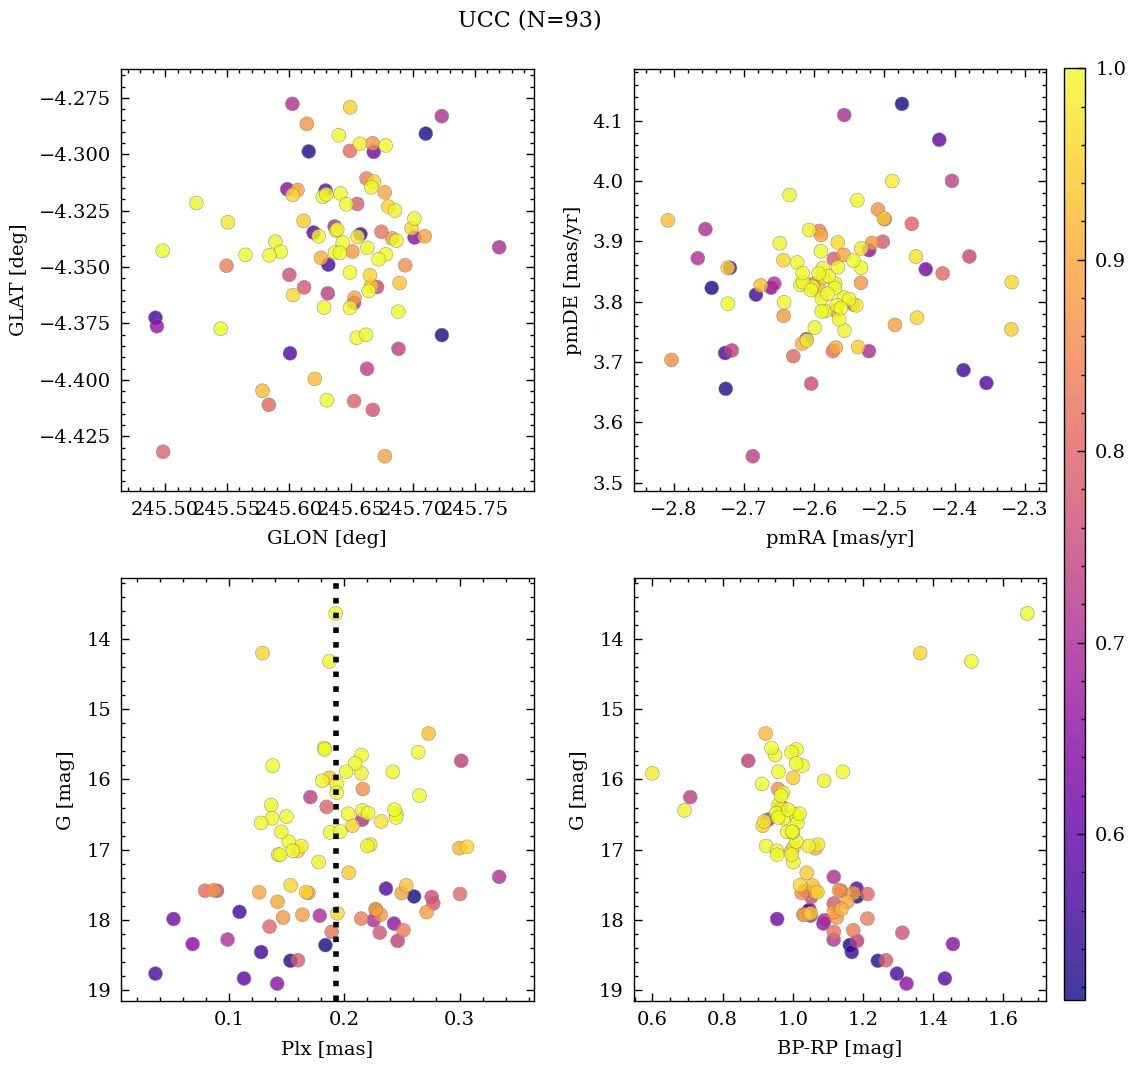 UCC (N=93)
−4.275
−4.300
−4.325
−4.350
−4.375
−4.400
−4.425
GLAT [deg]
245.50 245.55 245.60 245.65 245.70 245.75
GLON [deg]
4.1
4.0
3.9
3.8
3.7
3.6
3.5
pmDE [mas/yr]
−2.8 −2.7 −2.6 −2.5 −2.4 −2.3
pmRA [mas/yr]
1.0
0.9
0.8
0.7
0.6
14
15
16
17
18
19
G [mag]
0.1 0.2 0.3
Plx [mas]
14
15
16
17
18
19
G [mag]
0.6 0.8 1.0 1.2 1.4 1.6
BP-RP [mag]